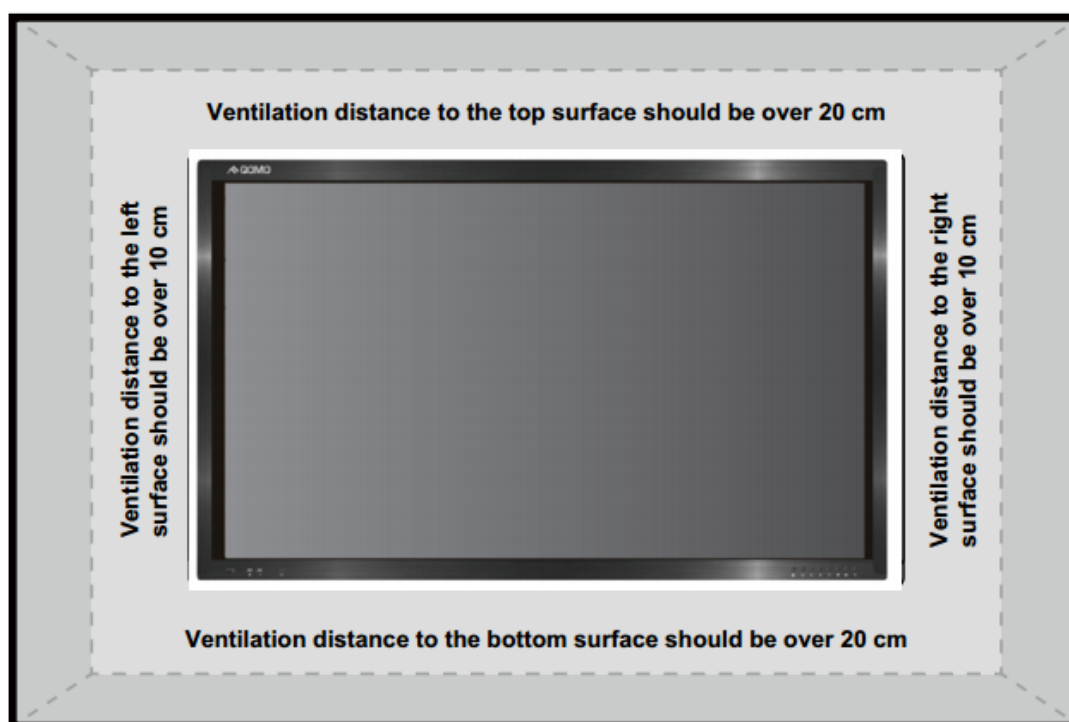 Ventilation distance to the top surface should be over 20 cm
QOMO
Ventilation distance to the left
surface should be over 10 cm
Ventilation distance to the right
surface should be over 10 cm
Ventilation distance to the bottom surface should be over 20 cm